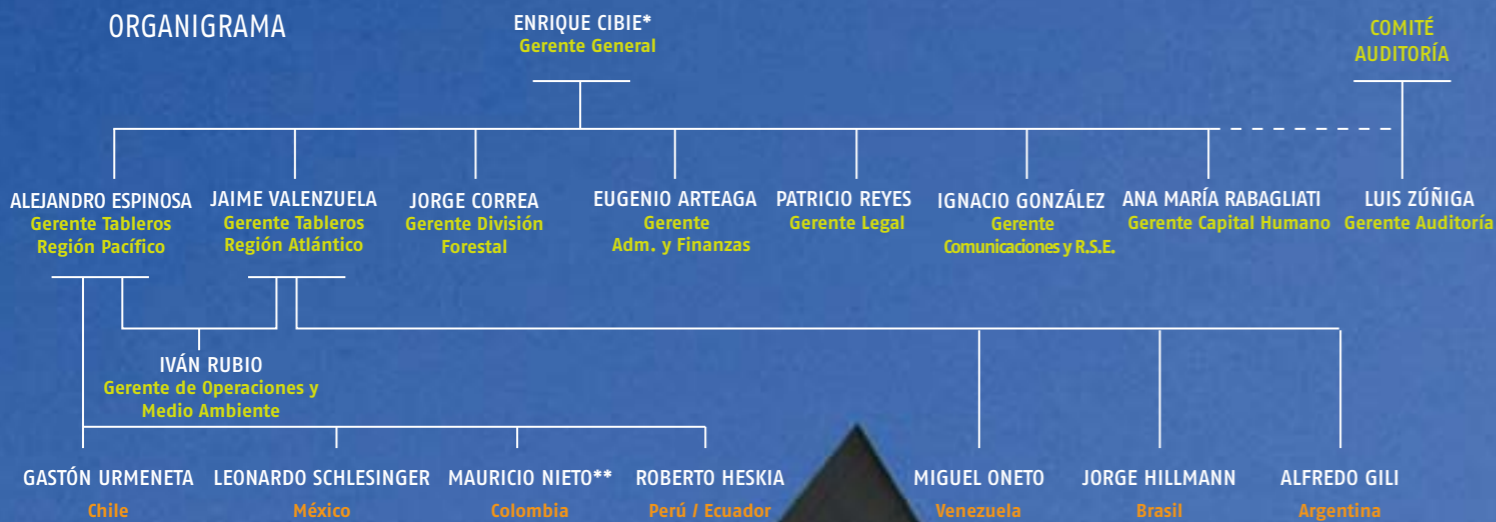 ORGANIGRAMA
ENRIQUE CIBIE*
Gerente General
COMITÉ
AUDITORÍA
ALEJANDRO ESPINOSA
Gerente Tableros
Región Pacífico
JAIME VALENZUELA
Gerente Tableros
Región Atlántico
JORGE CORREA
Gerente División
Forestal
EUGENIO ARTEAGA
Gerente
Adm. y Finanzas
PATRICIO REYES
Gerente Legal
IGNACIO GONZÁLEZ
Gerente
Comunicaciones y R.S.E.
ANA MARÍA RABAGLIATI
Gerente Capital Humano
LUIS ZÚÑIGA
Gerente Auditoría
IVÁN RUBIO
Gerente de Operaciones y
Medio Ambiente
GASTÓN URMENETA
Chile
LEONARDO SCHLESINGER
México
MAURICIO NIETO**
Colombia
ROBERTO HESKIA
Perú / Ecuador
MIGUEL ONETO
Venezuela
JORGE HILLMANN
Brasil
ALFREDO GILI
Argentina